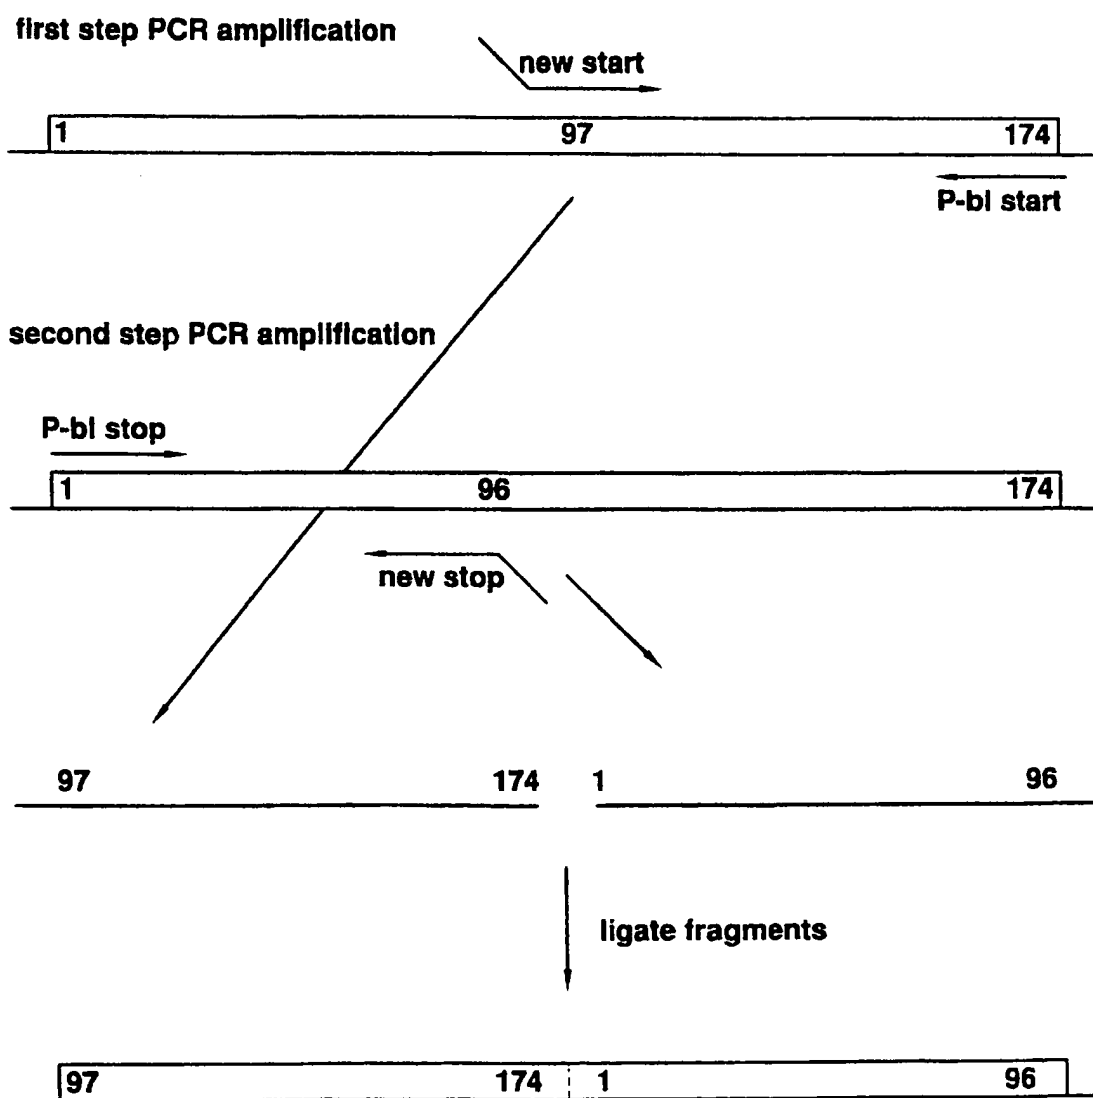 first step PCR amplification
new start
1 97 174
P-bl start
second step PCR amplification
P-bl stop
1 96 174
new stop
97 174 1 96
ligate fragments
97 174 1 96